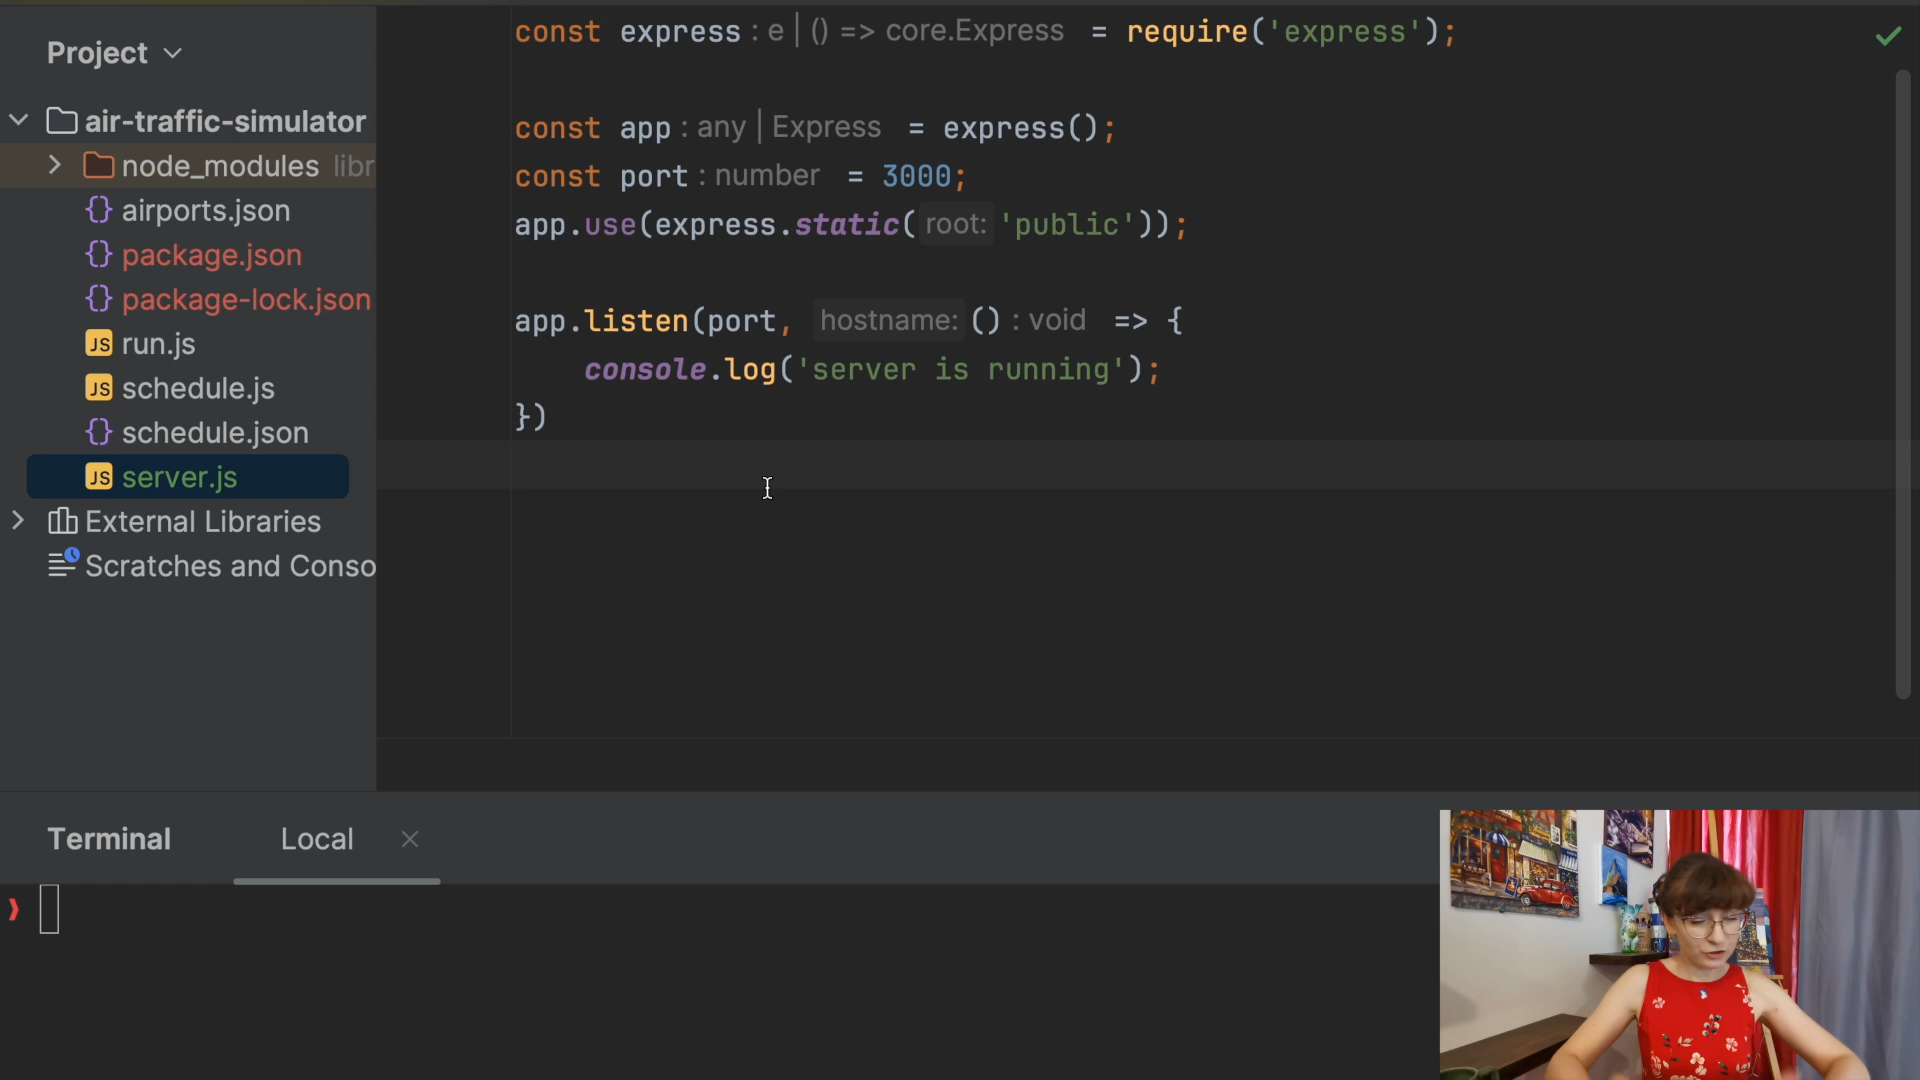 Project
air-traffic-simulator
node_modules libr
airports.json
package.json
package-lock.json
JS run.js
JS schedule.js
schedule.json
JS server.js
External Libraries
Scratches and Conso
const express : e | () => core.Express = require('express');
const app : any | Express = express();
const port : number = 3000;
app.use(express.static( root: 'public'));
app.listen(port, hostname: () : void => {
console.log('server is running');
})
Terminal
Local